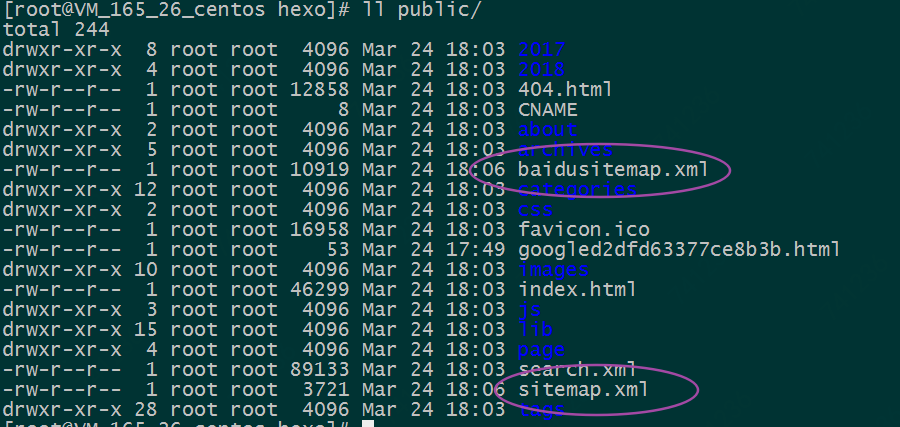 [root@VM_165_26_centos hexo]# ll public/
total 244
drwxr-xr-x  8 root root  4096 Mar 24 18:03 2017
drwxr-xr-x  4 root root  4096 Mar 24 18:03 2018
-rw-r--r--  1 root root 12858 Mar 24 18:03 404.html
-rw-r--r--  1 root root     8 Mar 24 18:03 CNAME
drwxr-xr-x  2 root root  4096 Mar 24 18:03 about
drwxr-xr-x  5 root root  4096 Mar 24 18:03 archives
-rw-r--r--  1 root root 10919 Mar 24 18:06 baidusitemap.xml
drwxr-xr-x 12 root root  4096 Mar 24 18:03 categories
drwxr-xr-x  2 root root  4096 Mar 24 18:03 css
-rw-r--r--  1 root root 16958 Mar 24 18:03 favicon.ico
-rw-r--r--  1 root root    53 Mar 24 17:49 googled2dfd63377ce8b3b.html
drwxr-xr-x 10 root root  4096 Mar 24 18:03 images
-rw-r--r--  1 root root 46299 Mar 24 18:03 index.html
drwxr-xr-x  3 root root  4096 Mar 24 18:03 js
drwxr-xr-x 15 root root  4096 Mar 24 18:03 lib
drwxr-xr-x  4 root root  4096 Mar 24 18:03 page
-rw-r--r--  1 root root 89133 Mar 24 18:03 search.xml
-rw-r--r--  1 root root  3721 Mar 24 18:06 sitemap.xml
drwxr-xr-x 28 root root  4096 Mar 24 18:03 tags
[root@VM_165_26_centos hexo]#